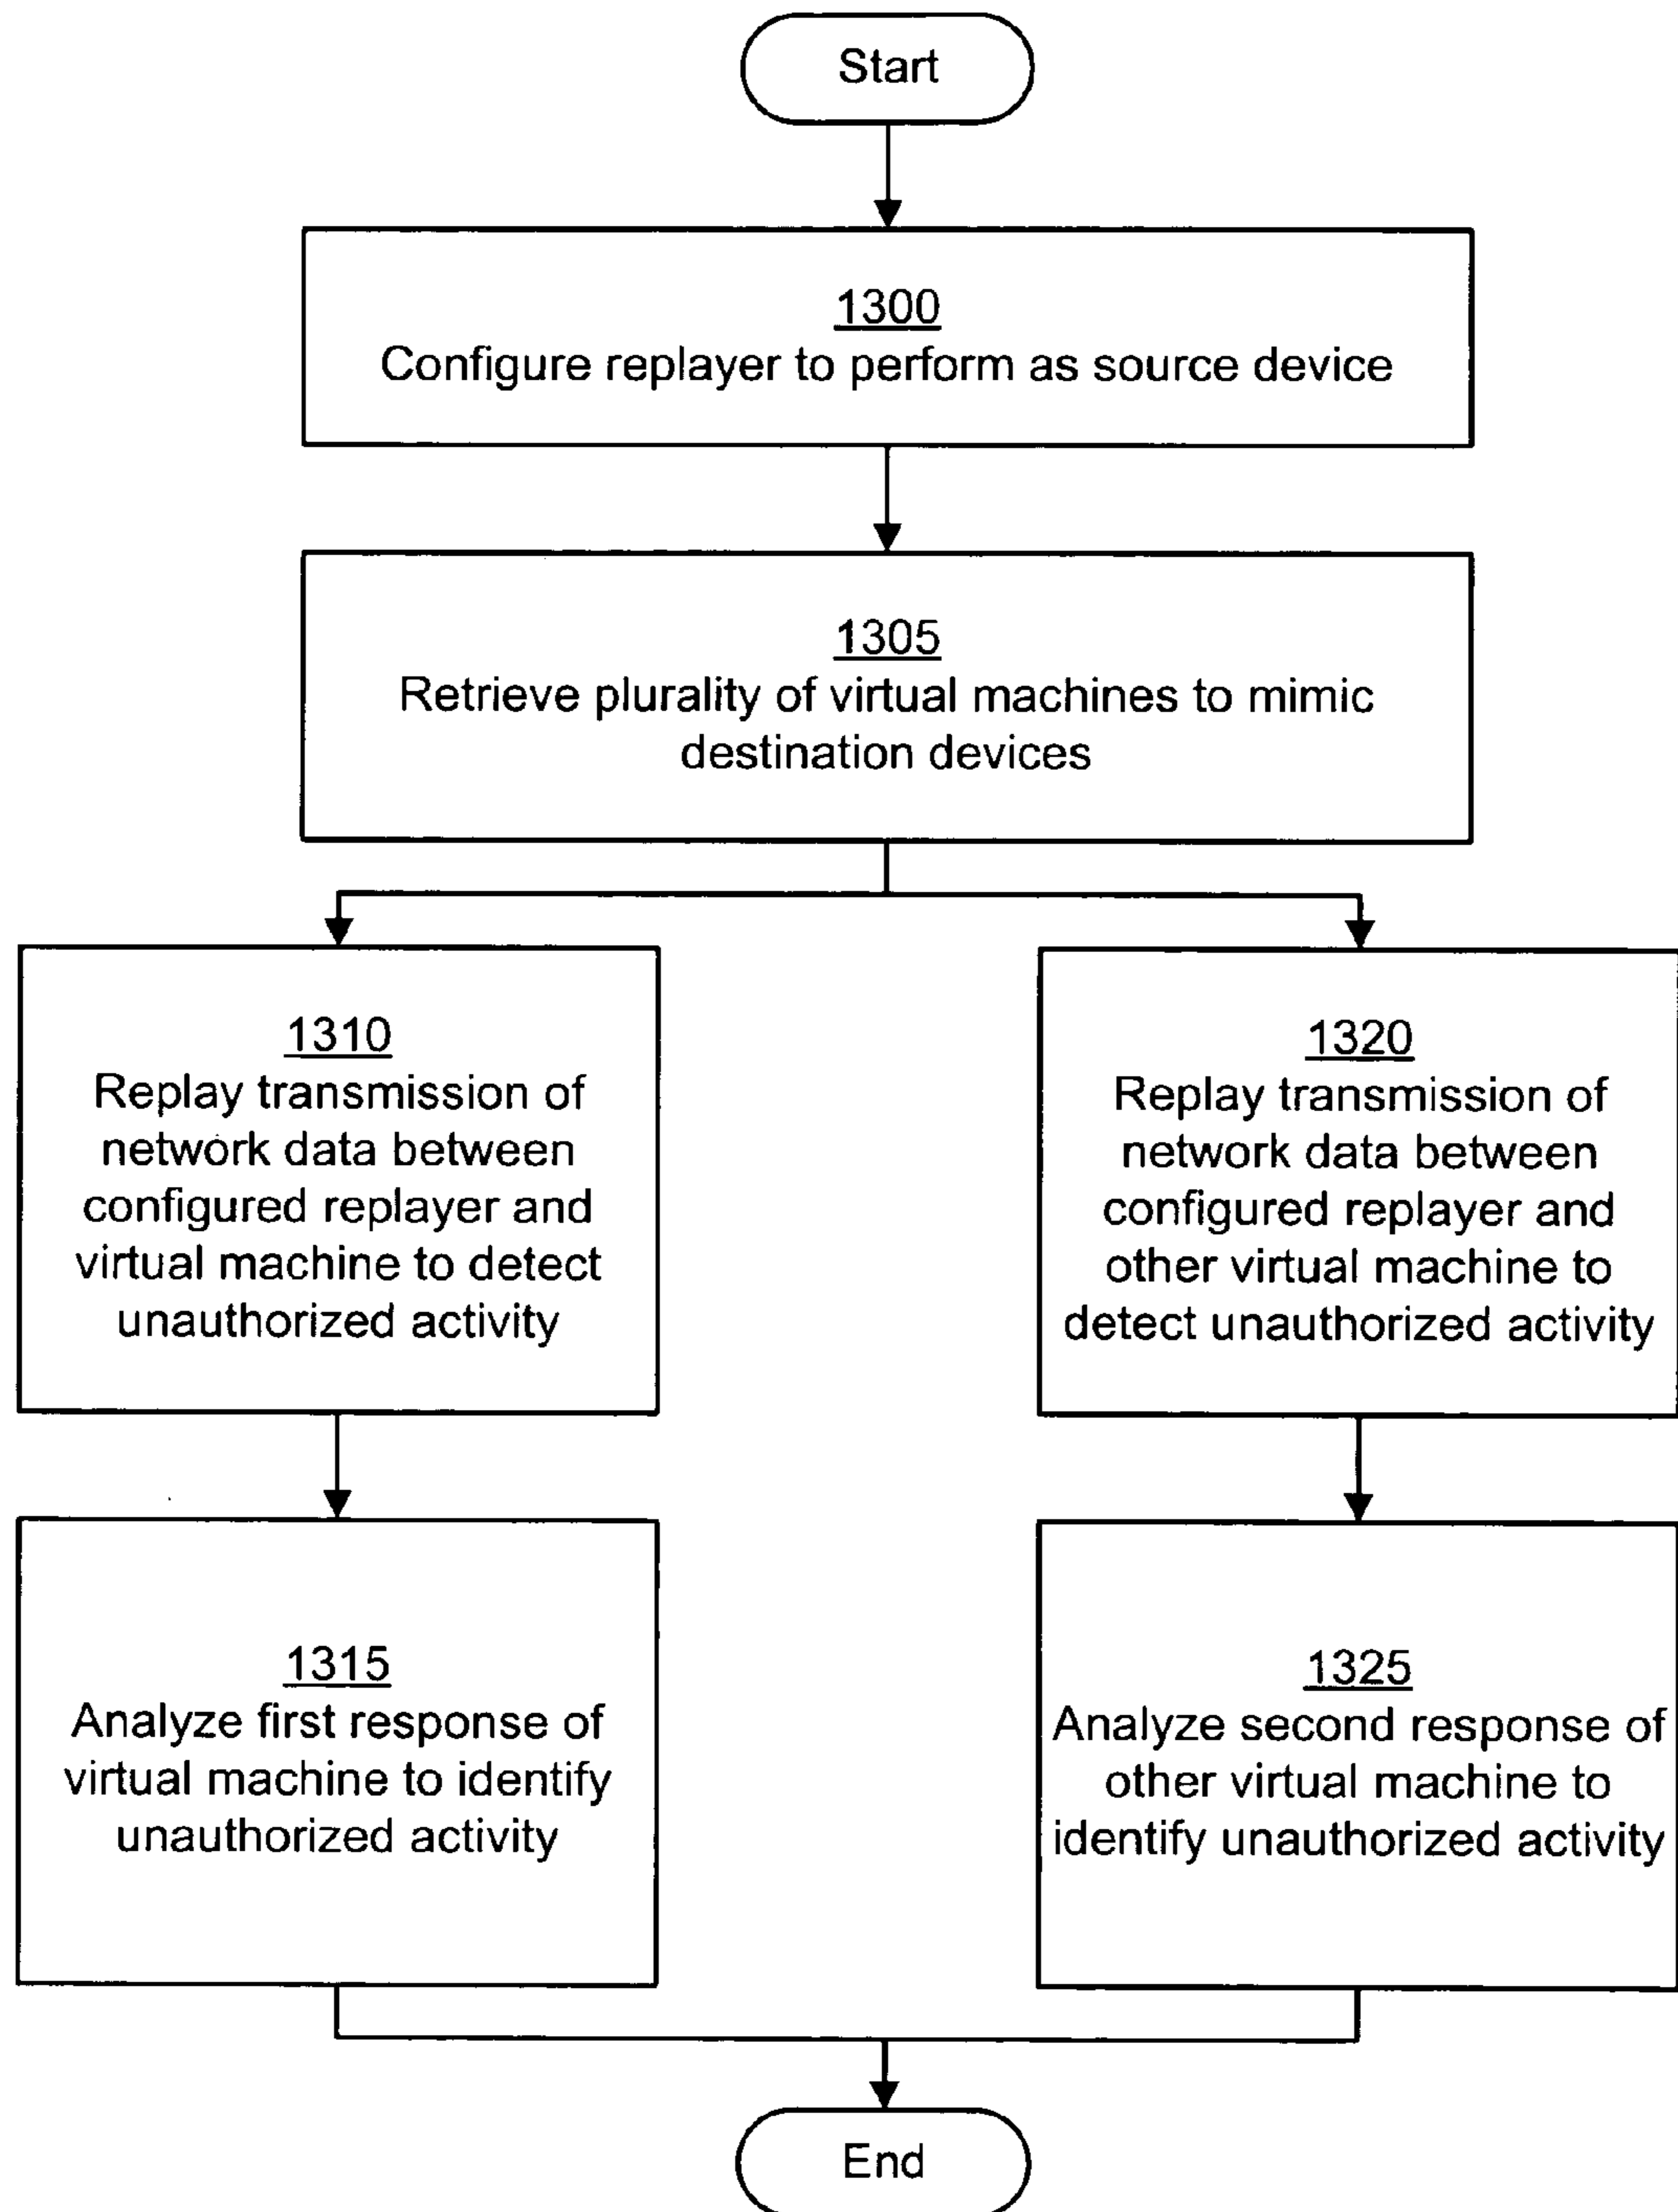 Start
1300
Configure replayer to perform as source device
1305
Retrieve plurality of virtual machines to mimic
destination devices
1310
Replay transmission of
network data between
configured replayer and
virtual machine to detect
unauthorized activity
1320
Replay transmission of
network data between
configured replayer and
other virtual machine to
detect unauthorized activity
1315
Analyze first response of
virtual machine to identify
unauthorized activity
1325
Analyze second response of
other virtual machine to
identify unauthorized activity
End